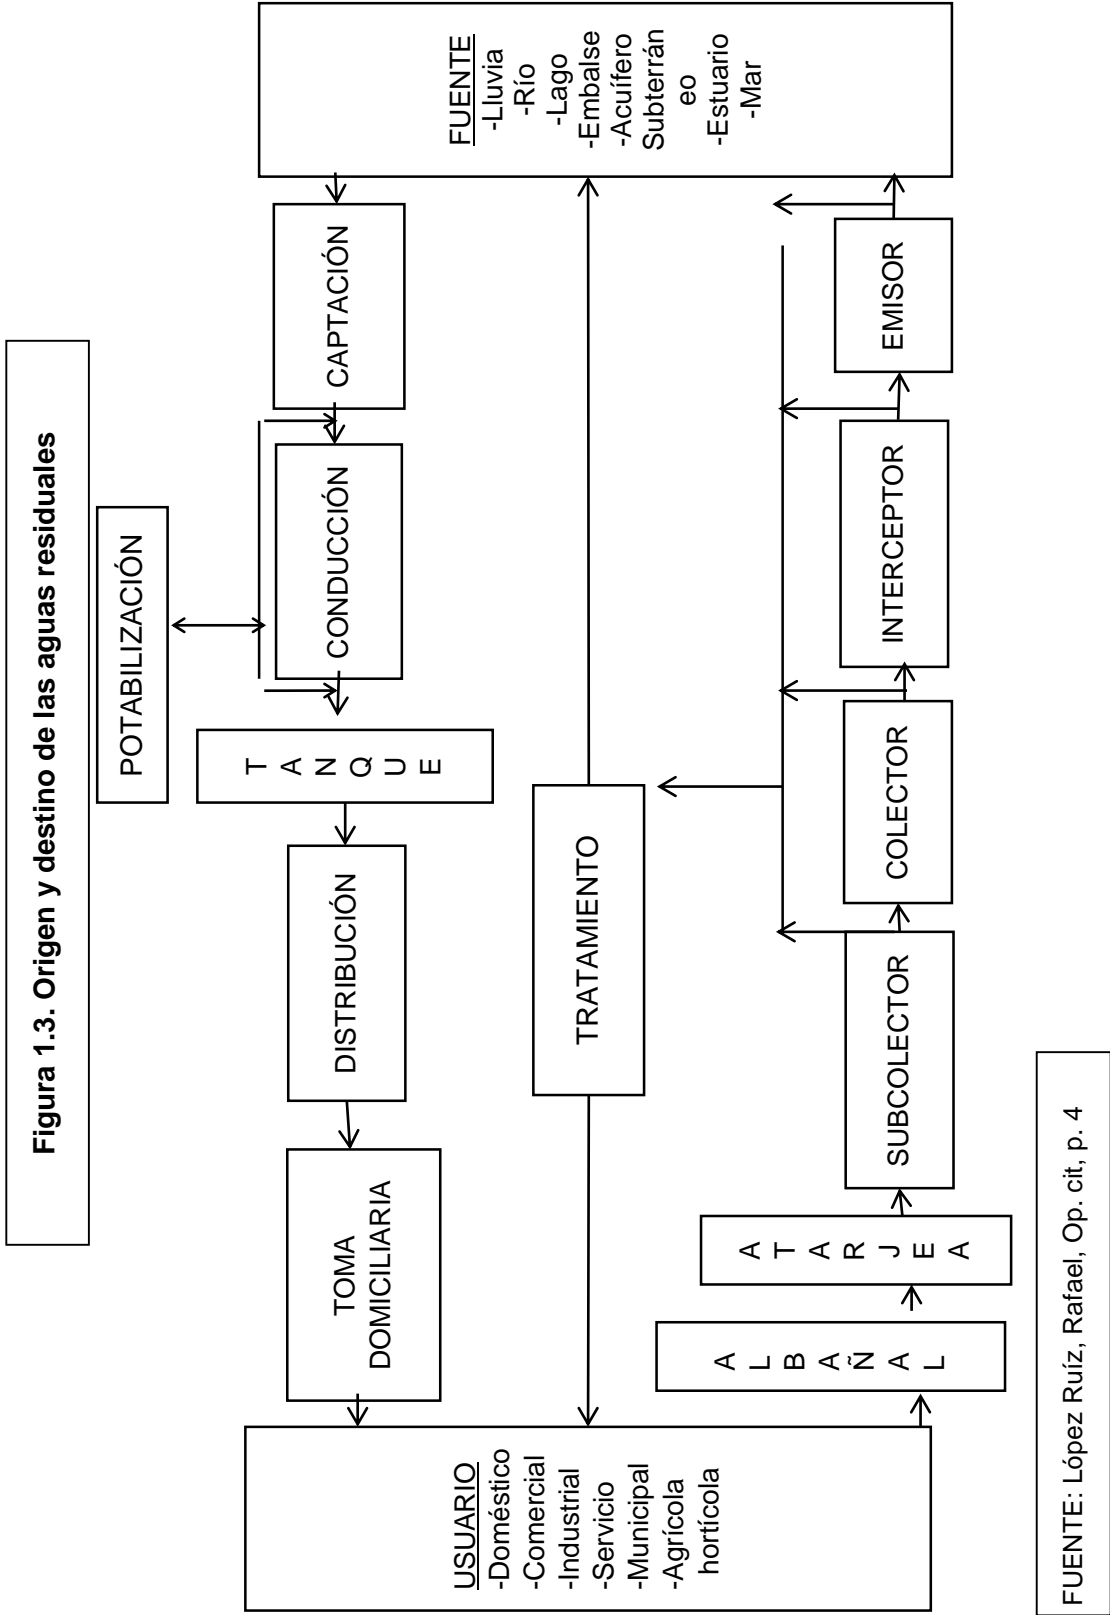 Figura 1.3. Origen y destino de las aguas residuales
POTABILIZACIÓN
USUARIO
-Doméstico
-Comercial
-Industrial
-Servicio
-Municipal
-Agrícola
hortícola
TOMA
DOMICILIARIA
DISTRIBUCIÓN
T
A
N
Q
U
E
CONDUCCIÓN
CAPTACIÓN
FUENTE
-Lluvia
-Río
-Lago
-Embalse
-Acuífero
Subterrán
eo
-Estuario
-Mar
TRATAMIENTO
A
L
B
A
Ñ
A
L
A
T
A
R
J
E
A
SUBCOLECTOR
COLECTOR
INTERCEPTOR
EMISOR
FUENTE: López Ruíz, Rafael, Op. cit, p. 4